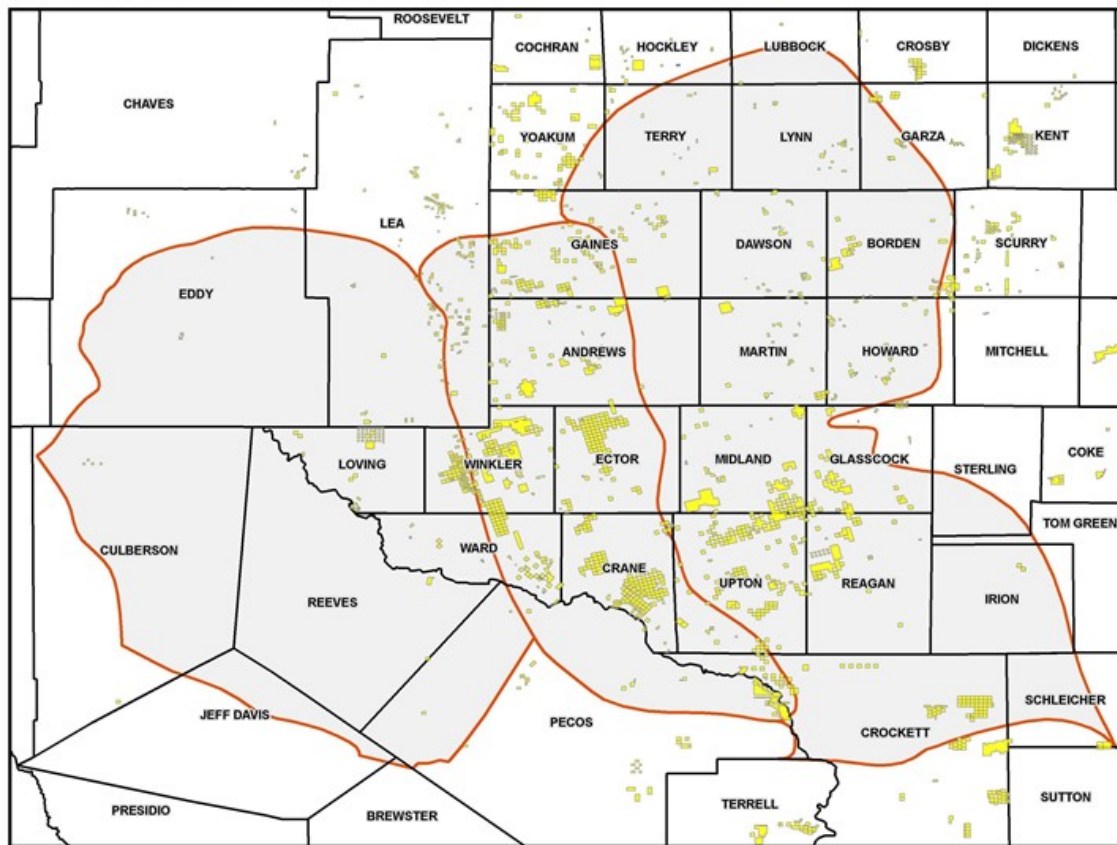 ROOSEVELT
COCHRAN
HOCKLEY
LUBBOCK
CROSBY
DICKENS
CHAVES
YOAKUM
TERRY
LYNN
GARZA
KENT
LEA
GAINES
DAWSON
BORDEN
SCURRY
EDDY
ANDREWS
MARTIN
HOWARD
MITCHELL
LOVING
WINKLER
ECTOR
MIDLAND
GLASSCOCK
STERLING
COKE
TOM GREEN
CULBERSON
WARD
CRANE
UPTON
REAGAN
IRION
REEVES
JEFF DAVIS
PECOS
CROCKETT
SCHLEICHER
PRESIDIO
BREWSTER
TERRELL
SUTTON